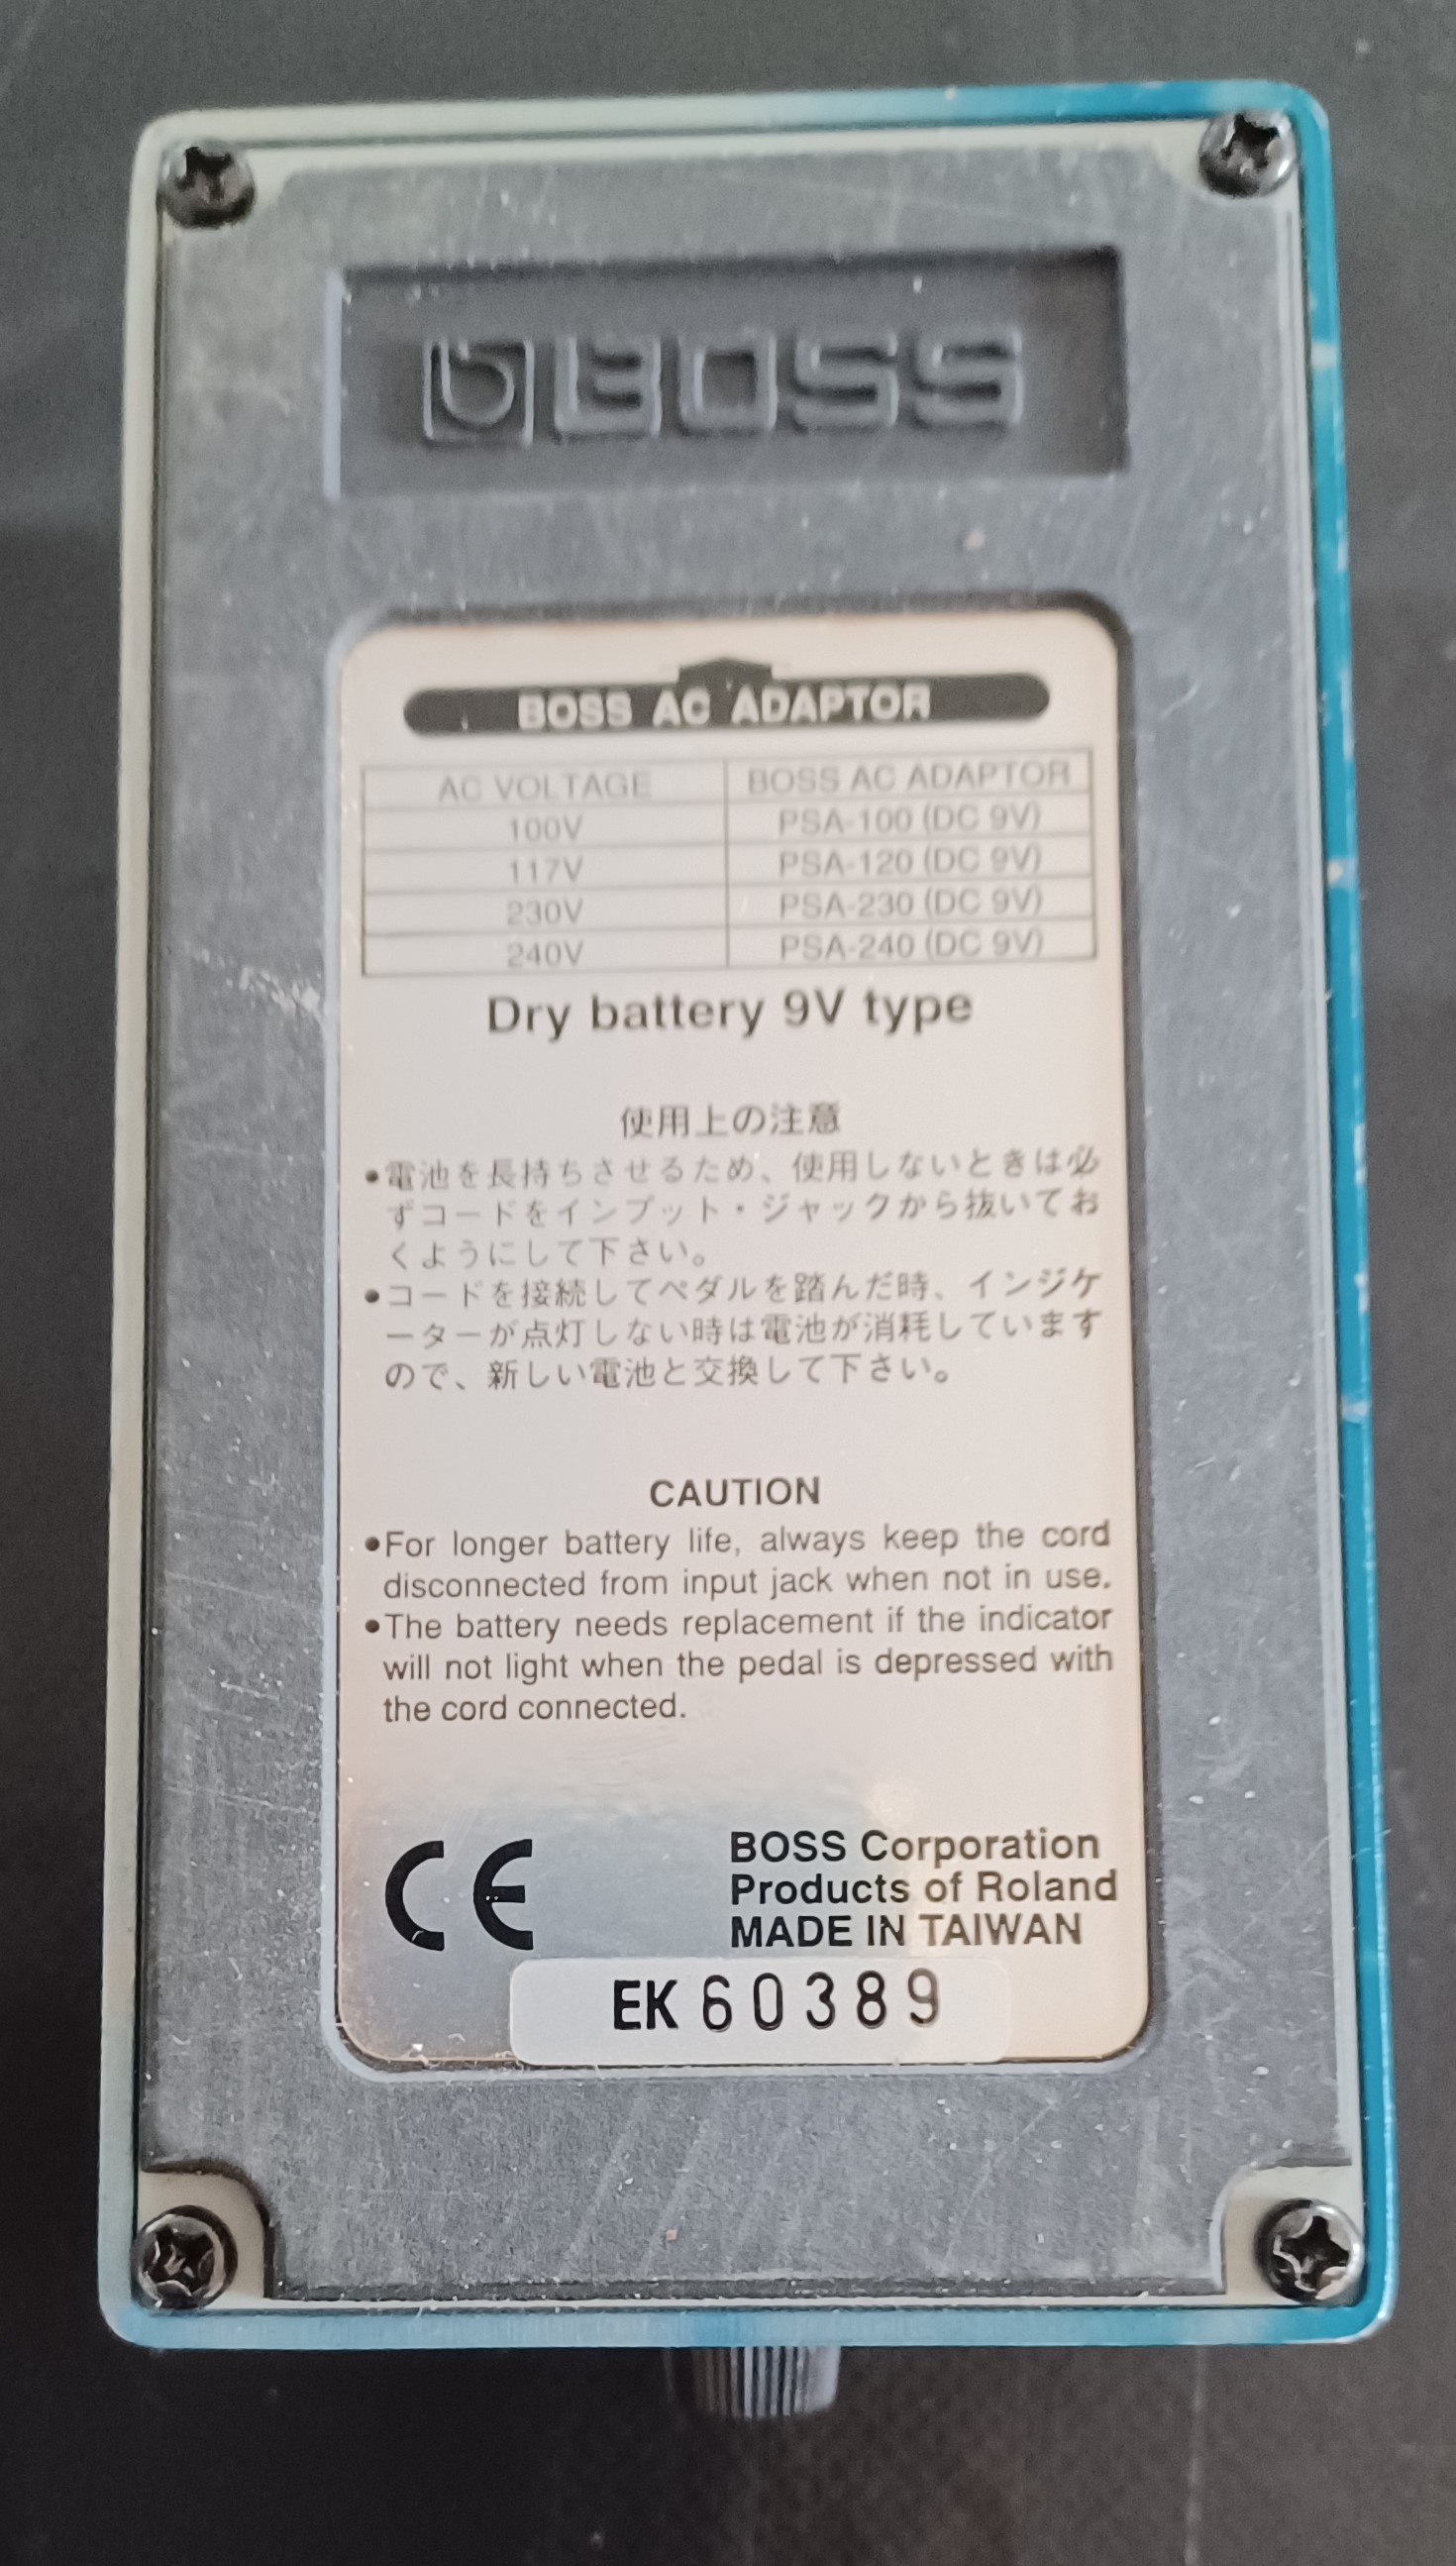 BOSS
BOSS AC ADAPTOR
AC VOLTAGE BOSS AC ADAPTOR
100V PSA-100 (DC 9V)
117V PSA-120 (DC 9V)
230V PSA-230 (DC 9V)
240V PSA-240 (DC 9V)
Dry battery 9V type
使用上の注意
●電池を長持ちさせるため、使用しないときは必
ずコードをインプット・ジャックから抜いてお
くようにして下さい。
●コードを接続してペダルを踏んだ時、インジケ
ーターが点灯しない時は電池が消耗しています
ので、新しい電池と交換して下さい。
CAUTION
●For longer battery life, always keep the cord
disconnected from input jack when not in use.
●The battery needs replacement if the indicator
will not light when the pedal is depressed with
the cord connected.
CE
BOSS Corporation
Products of Roland
MADE IN TAIWAN
EK 60389